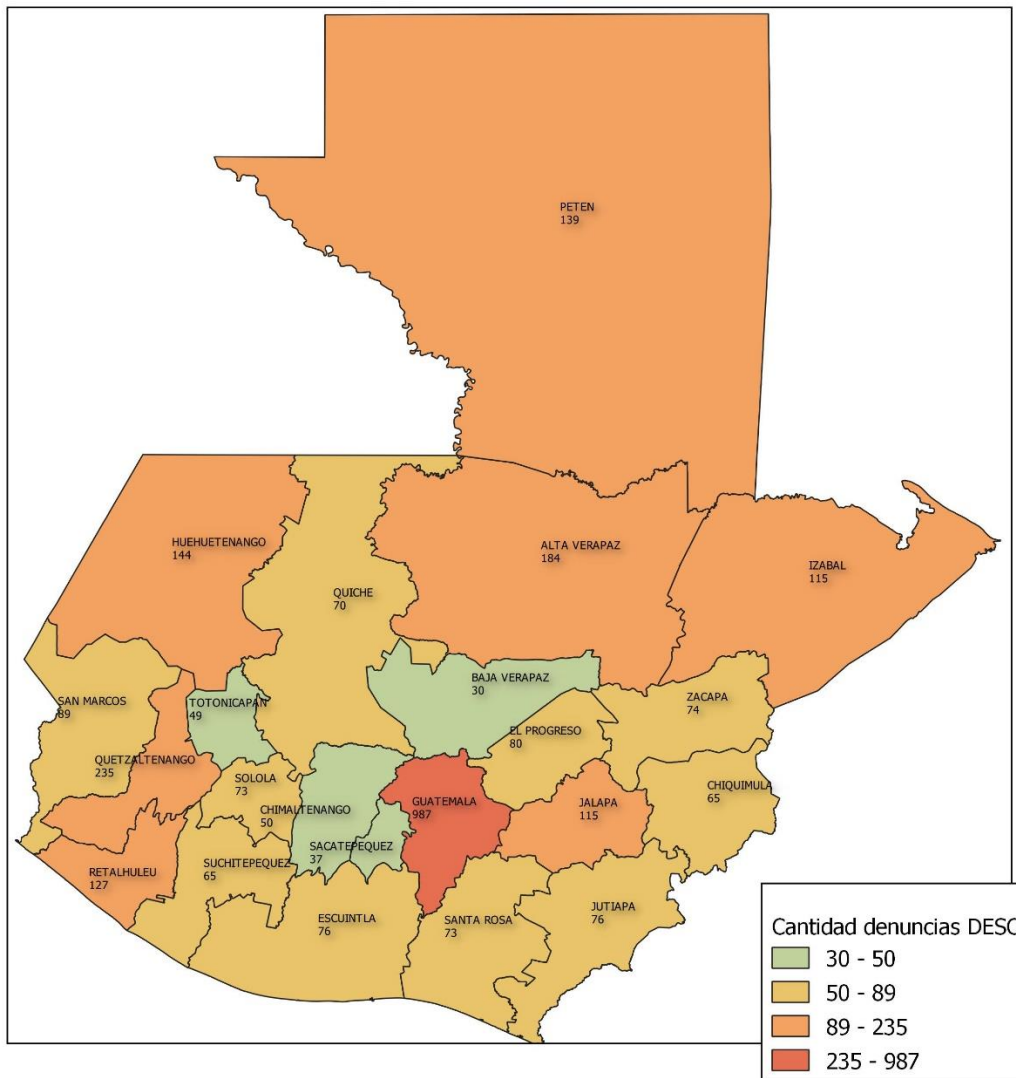 PETEN
139
HUEHUETENANGO
144
ALTA VERAPAZ
184
IZABAL
115
QUICHE
70
BAJA VERAPAZ
30
SAN MARCOS
89
TOTONICAPAN
49
ZACAPA
74
EL PROGRESO
80
QUETZALTENANGO
235
SOLOLA
73
CHIMALTENANGO
50
GUATEMALA
987
JALAPA
115
CHIQUIMULA
65
SACATEPEQUEZ
37
SUCHITEPEQUEZ
65
RETALHULEU
127
ESCUINTLA
76
SANTA ROSA
73
JUTIAPA
76
Cantidad denuncias DESC
30 - 50
50 - 89
89 - 235
235 - 987